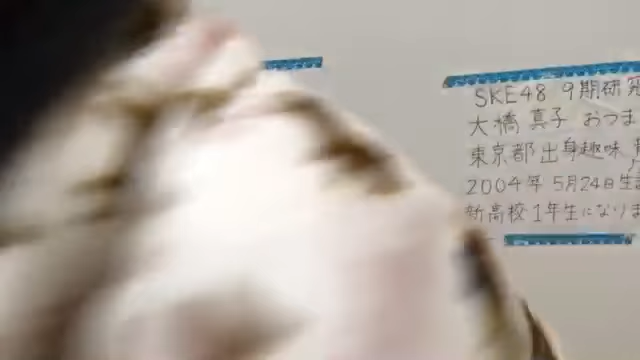 SKE48 9期研究
大橋真子 おつま
東京都出身趣味
2004年5月24日生ま
新高校1年生になりま